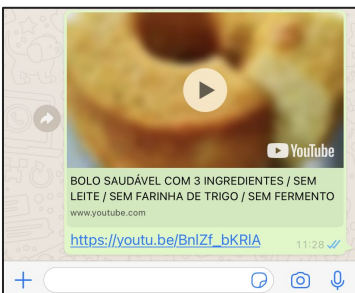 YouTube
BOLO SAUDÁVEL COM 3 INGREDIENTES / SEM
LEITE / SEM FARINHA DE TRIGO / SEM FERMENTO
www.youtube.com
https://youtu.be/BnlZf_bKRlA
11:28